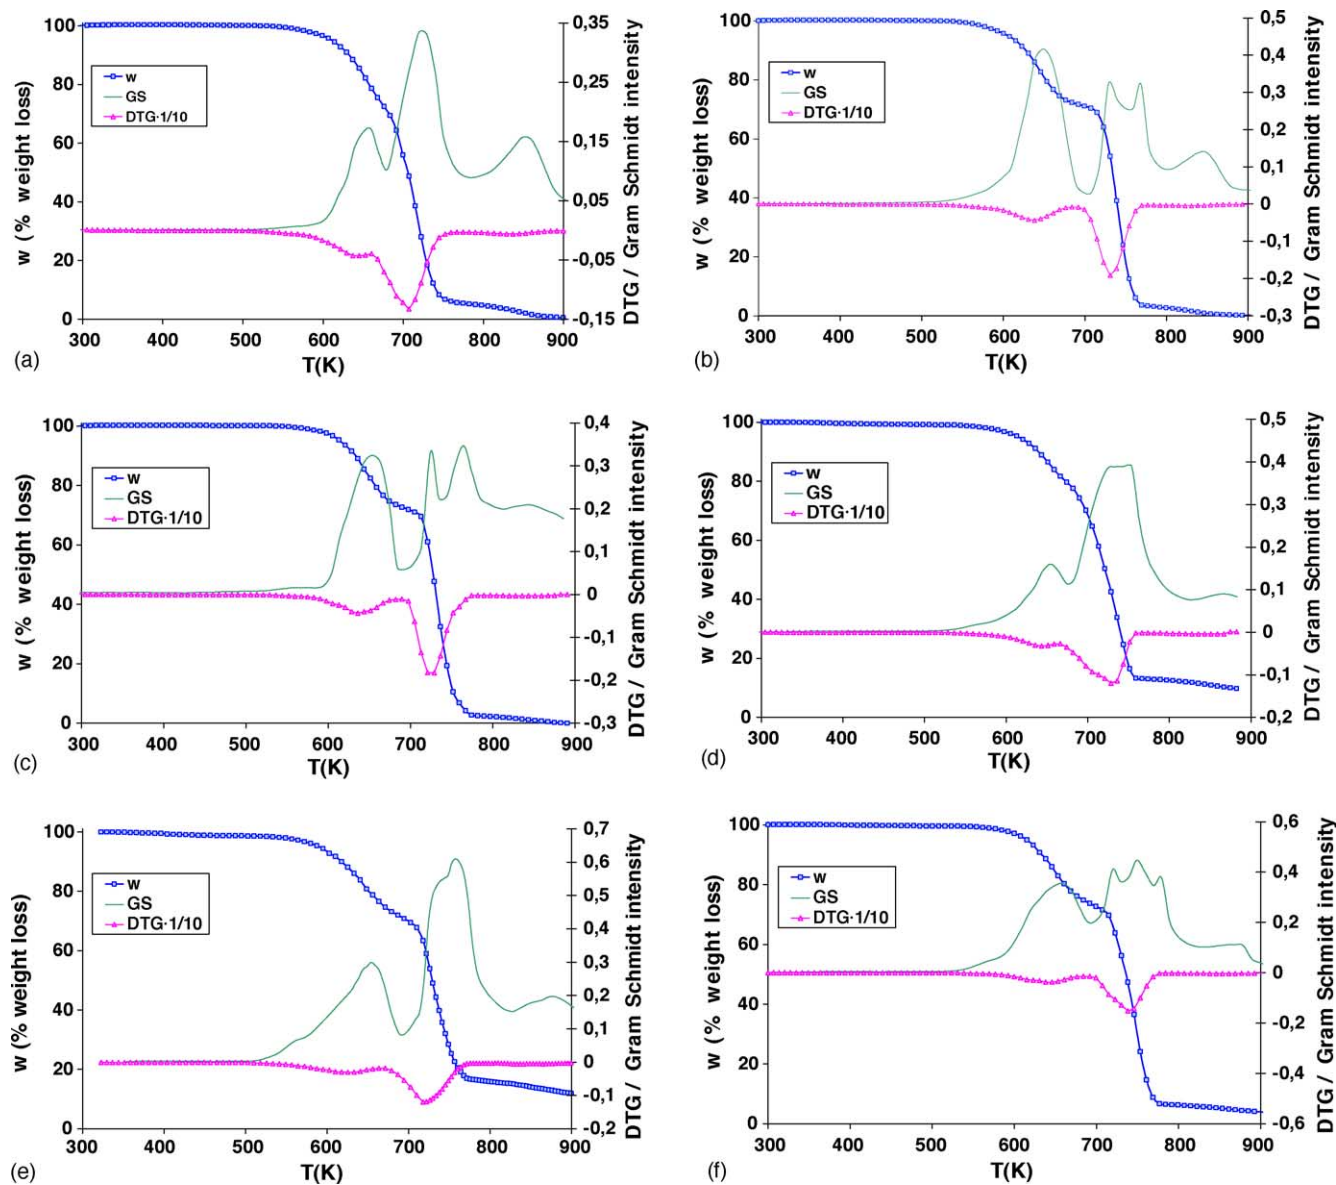 100
80
60
40
20
0
w (% weight loss)
w
GS
DTG·1/10
0,35
0,25
0,15
0,05
-0,05
-0,15
DTG / Gram Schmidt intensity
300 400 500 600 700 800 900
T(K)
(a)
100
80
60
40
20
0
w (% weight loss)
w
GS
DTG·1/10
0,5
0,4
0,3
0,2
0,1
0
-0,1
-0,2
-0,3
DTG / Gram Schmidt intensity
300 400 500 600 700 800 900
T(K)
(b)
100
80
60
40
20
0
w (% weight loss)
w
GS
DTG·1/10
0,4
0,3
0,2
0,1
0
-0,1
-0,2
-0,3
DTG / Gram Schmidt intensity
300 400 500 600 700 800 900
T(K)
(c)
100
80
60
40
20
0
w (% weight loss)
w
GS
DTG·1/10
0,5
0,4
0,3
0,2
0,1
0
-0,1
-0,2
DTG / Gram Schmidt intensity
300 400 500 600 700 800 900
T(K)
(d)
100
80
60
40
20
0
w (% weight loss)
w
GS
DTG·1/10
0,7
0,6
0,5
0,4
0,3
0,2
0,1
0
-0,1
-0,2
DTG / Gram Schmidt intensity
300 400 500 600 700 800 900
T(K)
(e)
100
80
60
40
20
0
w (% weight loss)
w
GS
DTG·1/10
0,6
0,4
0,2
0
-0,2
-0,4
-0,6
DTG / Gram Schmidt intensity
300 400 500 600 700 800 900
T(K)
(f)